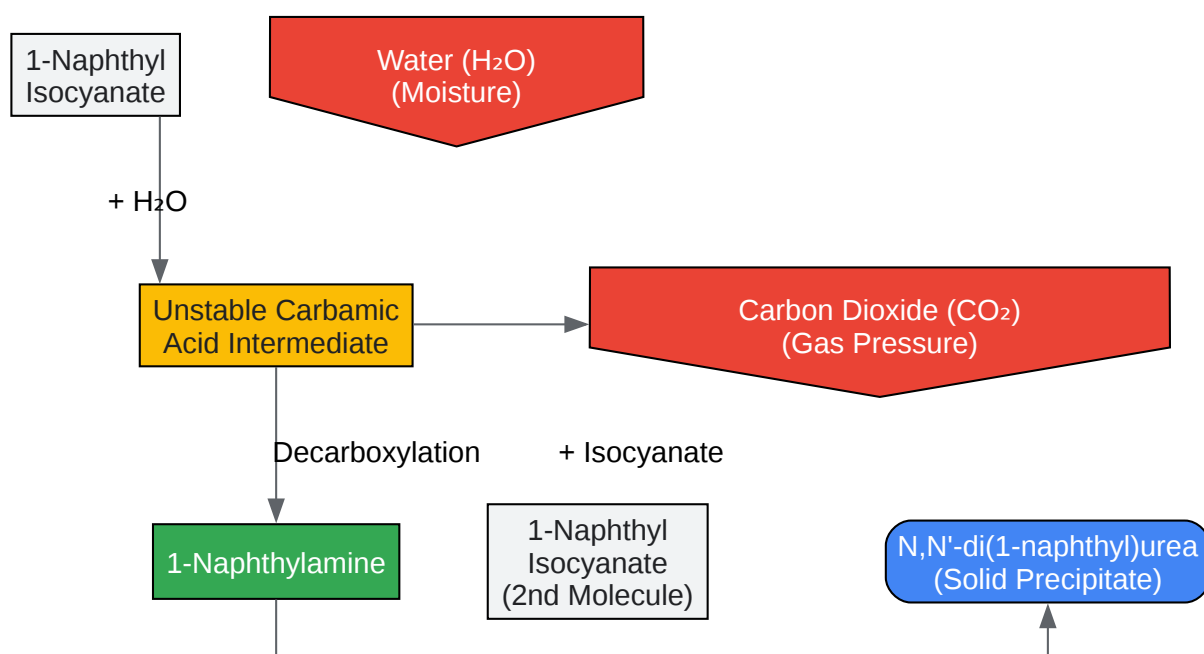 1-Naphthyl
Isocyanate
Water (H₂O)
(Moisture)
+ H₂O
Unstable Carbamic
Acid Intermediate
Carbon Dioxide (CO₂)
(Gas Pressure)
Decarboxylation
+ Isocyanate
1-Naphthylamine
1-Naphthyl
Isocyanate
(2nd Molecule)
N,N'-di(1-naphthyl)urea
(Solid Precipitate)